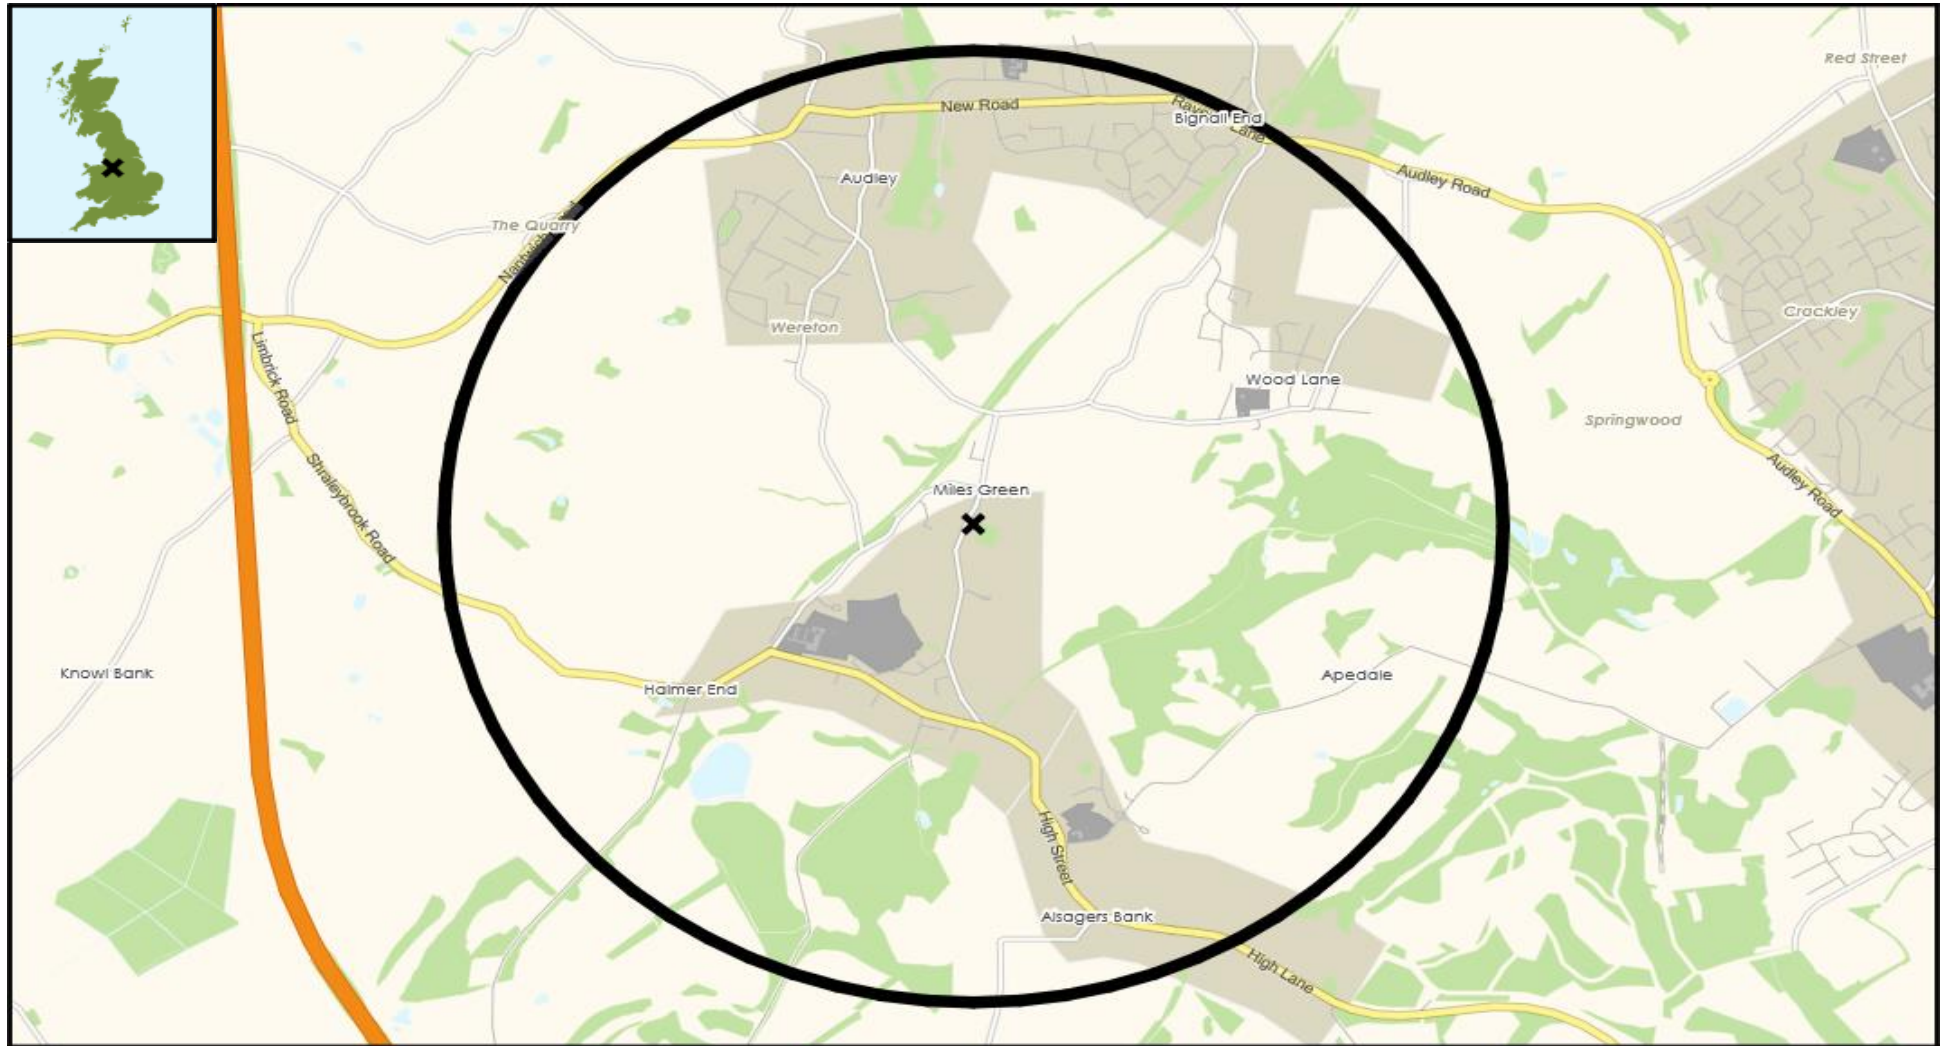 Red Street
New Road
Bignall End
Lane
Audley
Audley Road
The Quarry
Crackley
Wereton
Limbrick Road
Wood Lane
Springwood
Audley Road
Shraleybrook Road
Miles Green
Knowl Bank
Apedale
Halmer End
High Street
Alsagers Bank
High Lane